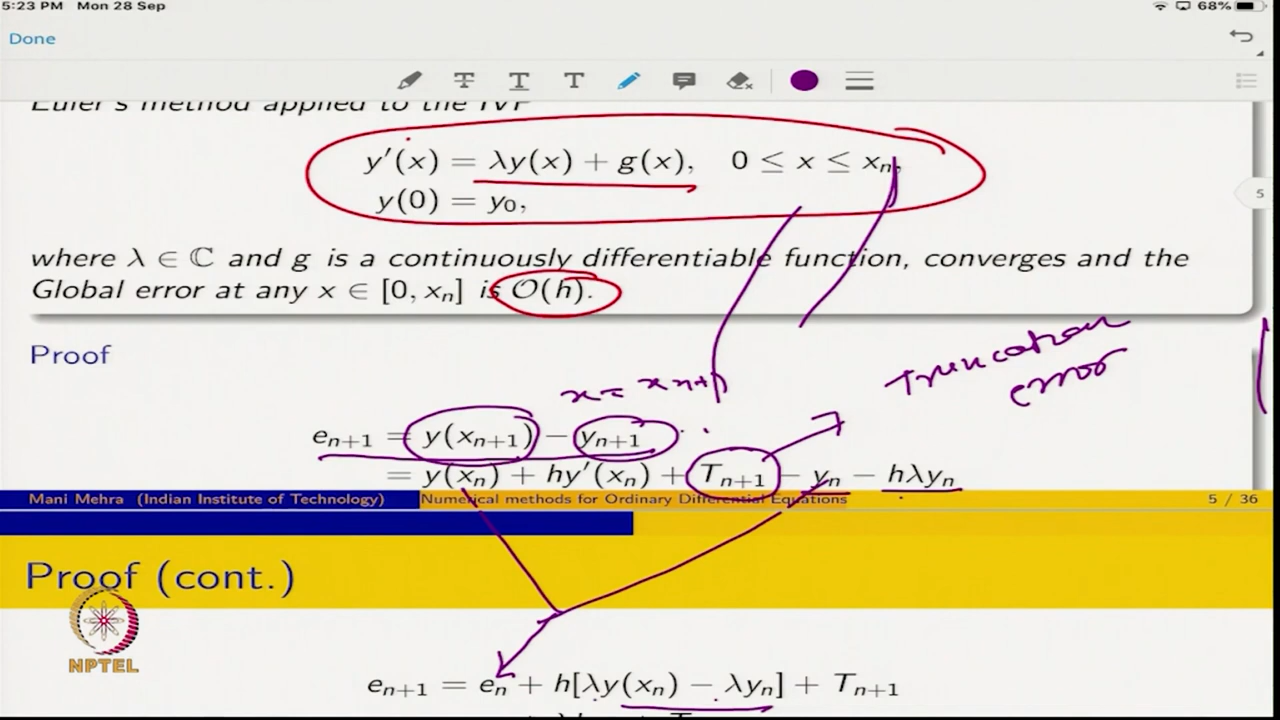 5:23 PM Mon 28 Sep
68%
Done
Euler's method applied to the IVP
y′(x) = λy(x) + g(x), 0 ≤ x ≤ xₙ,
y(0) = y₀,
5
where λ ∈ ℂ and g is a continuously differentiable function, converges and the
Global error at any x ∈ [0, xₙ] is 𝒪(h).
Proof
Truncation
error
x = xₙ₊₁
eₙ₊₁ = y(xₙ₊₁) − yₙ₊₁
= y(xₙ) + hy′(xₙ) + Tₙ₊₁ − yₙ − hλyₙ
Mani Mehra (Indian Institute of Technology) Numerical methods for Ordinary Differential Equations 5 / 36
Proof (cont.)
NPTEL
eₙ₊₁ = eₙ + h[λy(xₙ) − λyₙ] + Tₙ₊₁